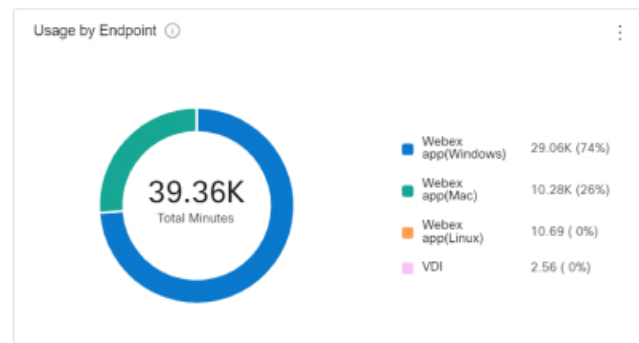 Usage by Endpoint
39.36K
Total Minutes
Webex
app(Windows)
29.06K (74%)
Webex
app(Mac)
10.28K (26%)
Webex
app(Linux)
10.69 ( 0%)
VDI
2.56 ( 0%)